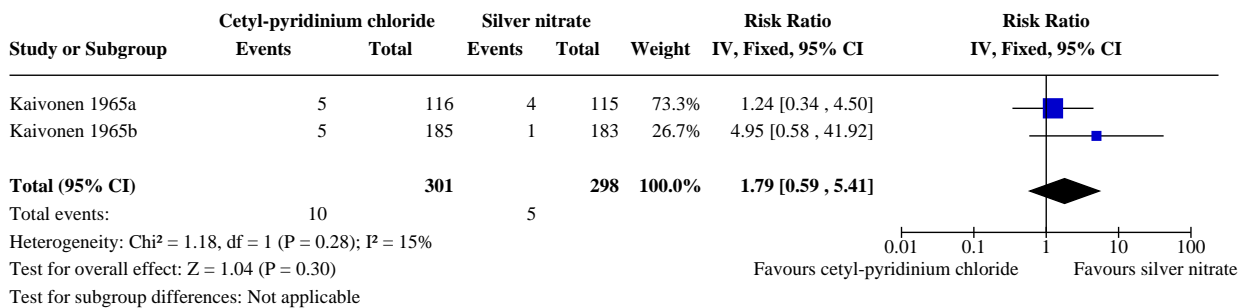 Cetyl-pyridinium chloride Silver nitrate Risk Ratio Risk Ratio
Study or Subgroup Events Total Events Total Weight IV, Fixed, 95% CI IV, Fixed, 95% CI
Kaivonen 1965a 5 116 4 115 73.3% 1.24 [0.34 , 4.50]
Kaivonen 1965b 5 185 1 183 26.7% 4.95 [0.58 , 41.92]
Total (95% CI) 301 298 100.0% 1.79 [0.59 , 5.41]
Total events: 10 5
Heterogeneity: Chi² = 1.18, df = 1 (P = 0.28); I² = 15%
0.01 0.1 1 10 100
Test for overall effect: Z = 1.04 (P = 0.30)
Favours cetyl-pyridinium chloride Favours silver nitrate
Test for subgroup differences: Not applicable